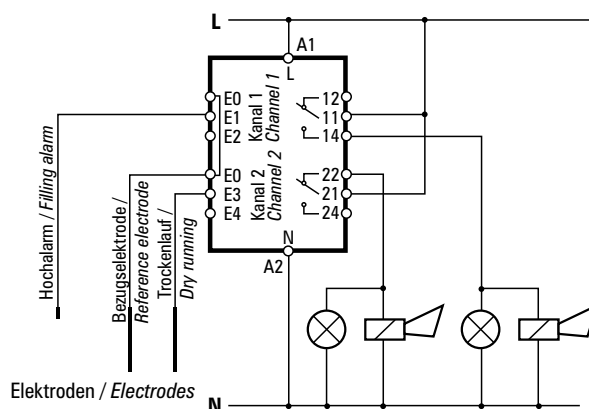 L
A1
L
E0
E1
E2
E0
E3
E4
Kanal 1
Channel 1
Kanal 2
Channel 2
12
11
14
22
21
24
N
A2
Hochalarm / Filling alarm
Bezugselektrode /
Reference electrode
Trockenlauf /
Dry running
Elektroden / Electrodes
N